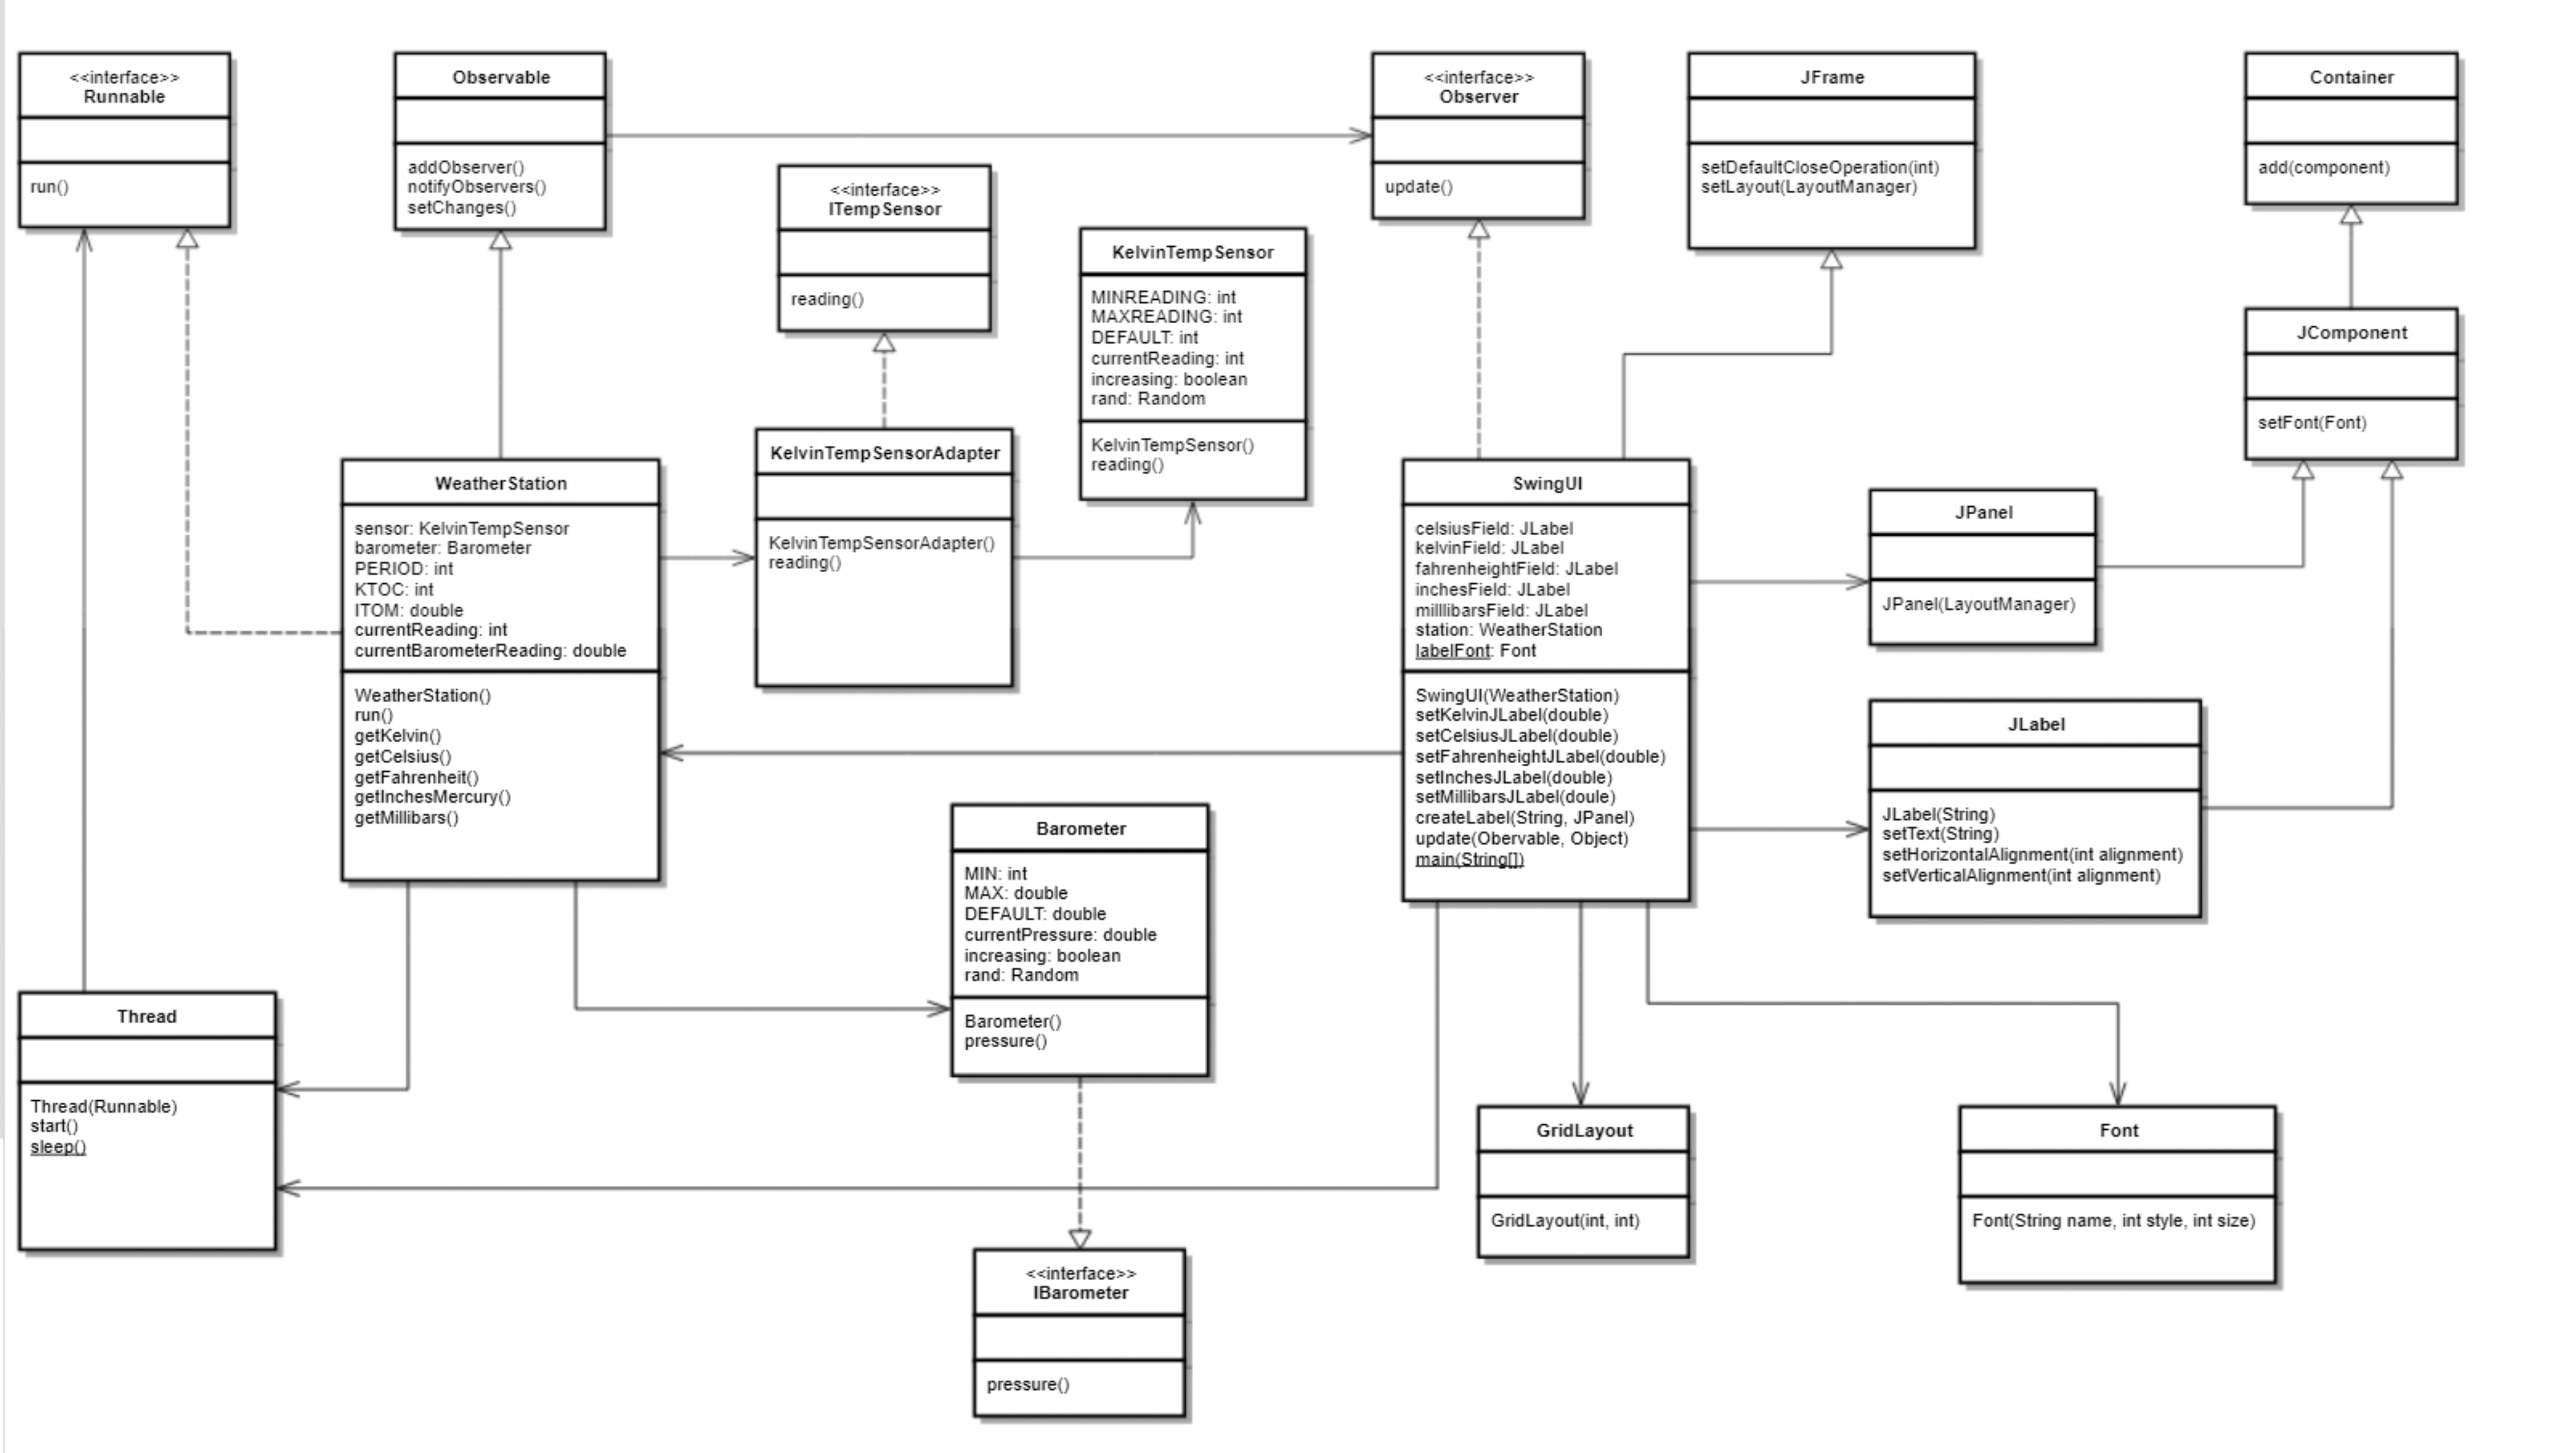 <<interface>>
Runnable
run()
Observable
addObserver()
notifyObservers()
setChanges()
<<interface>>
ITempSensor
reading()
KelvinTempSensor
MINREADING: int
MAXREADING: int
DEFAULT: int
currentReading: int
increasing: boolean
rand: Random
KelvinTempSensor()
reading()
<<interface>>
Observer
update()
JFrame
setDefaultCloseOperation(int)
setLayout(LayoutManager)
Container
add(component)
JComponent
setFont(Font)
WeatherStation
sensor: KelvinTempSensor
barometer: Barometer
PERIOD: int
KTOC: int
ITOM: double
currentReading: int
currentBarometerReading: double
WeatherStation()
run()
getKelvin()
getCelsius()
getFahrenheit()
getInchesMercury()
getMillibars()
KelvinTempSensorAdapter
KelvinTempSensorAdapter()
reading()
SwingUI
celsiusField: JLabel
kelvinField: JLabel
fahrenheightField: JLabel
inchesField: JLabel
milllibarsField: JLabel
station: WeatherStation
labelFont: Font
SwingUI(WeatherStation)
setKelvinJLabel(double)
setCelsiusJLabel(double)
setFahrenheightJLabel(double)
setInchesJLabel(double)
setMillibarsJLabel(doule)
createLabel(String, JPanel)
update(Obervable, Object)
main(String[])
JPanel
JPanel(LayoutManager)
JLabel
JLabel(String)
setText(String)
setHorizontalAlignment(int alignment)
setVerticalAlignment(int alignment)
Barometer
MIN: int
MAX: double
DEFAULT: double
currentPressure: double
increasing: boolean
rand: Random
Barometer()
pressure()
Thread
Thread(Runnable)
start()
sleep()
GridLayout
GridLayout(int, int)
Font
Font(String name, int style, int size)
<<interface>>
IBarometer
pressure()